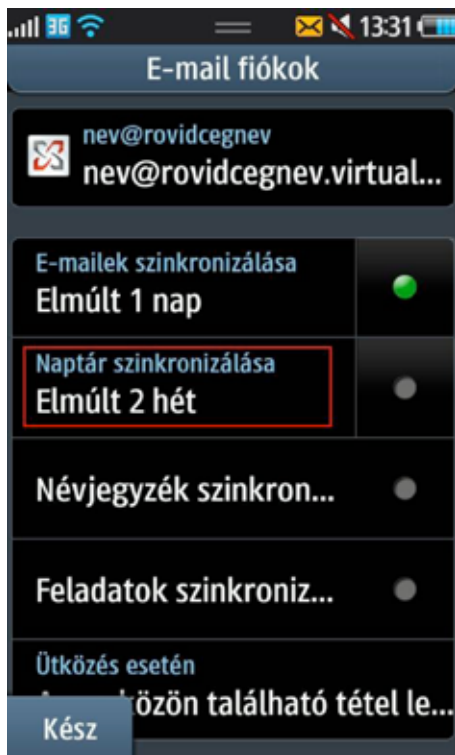 3G 13:31
E-mail fiókok
nev@rovidcegnev
nev@rovidcegnev.virtual...
E-mailek szinkronizálása
Elmúlt 1 nap
Naptár szinkronizálása
Elmúlt 2 hét
Névjegyzék szinkron...
Feladatok szinkroniz...
Ütközés esetén
található tétel le...
Kész